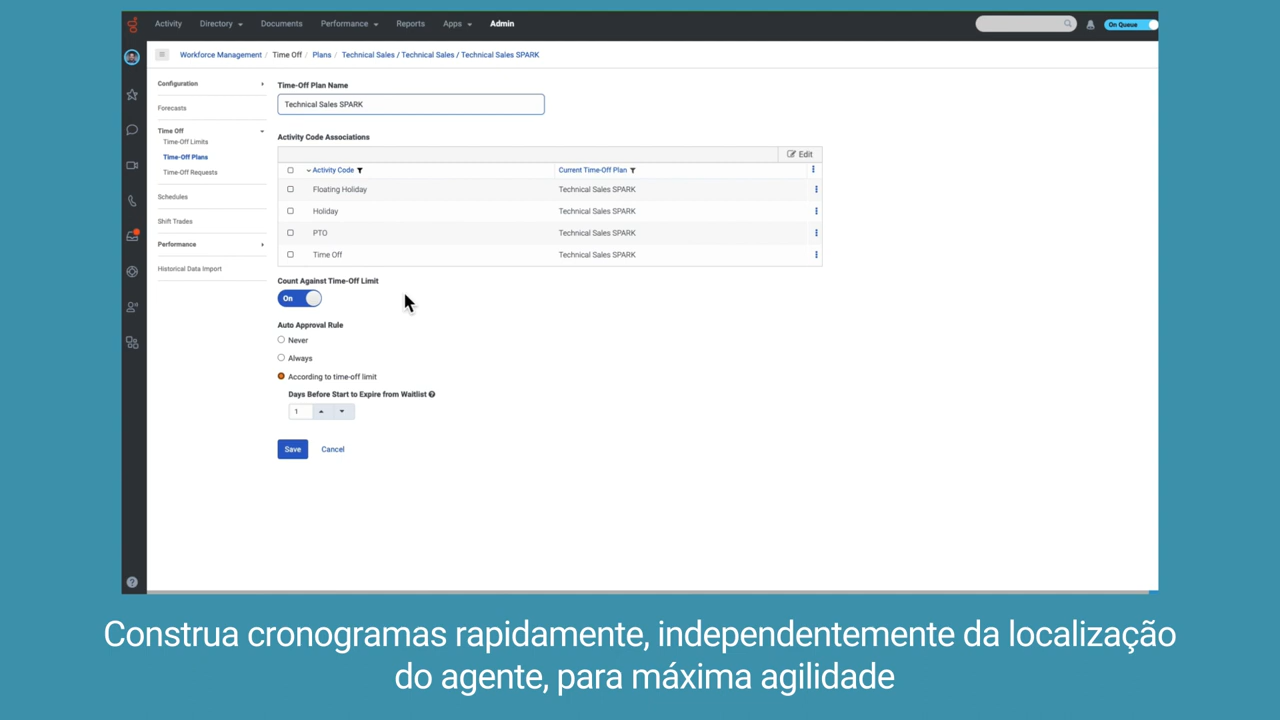 Activity Directory Documents Performance Reports Apps Admin On Queue
Workforce Management / Time Off / Plans / Technical Sales / Technical Sales / Technical Sales SPARK
Configuration
Forecasts
Time Off
Time-Off Limits
Time-Off Plans
Time-Off Requests
Schedules
Shift Trades
Performance
Historical Data Import
Time-Off Plan Name
Technical Sales SPARK
Activity Code Associations
Edit
Activity Code Current Time-Off Plan
Floating Holiday Technical Sales SPARK
Holiday Technical Sales SPARK
PTO Technical Sales SPARK
Time Off Technical Sales SPARK
Count Against Time-Off Limit
On
Auto Approval Rule
Never
Always
According to time-off limit
Days Before Start to Expire from Waitlist
1
Save Cancel
Construa cronogramas rapidamente, independentemente da localização
do agente, para máxima agilidade